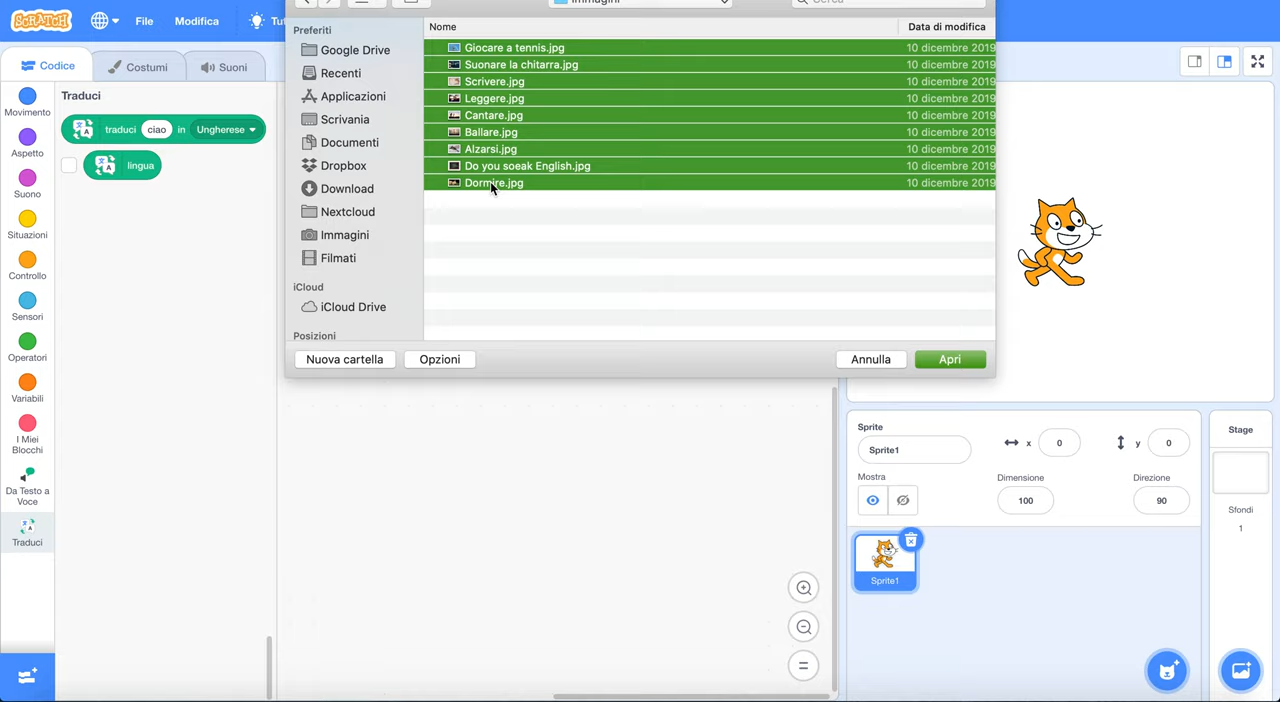 SCRATCH
File
Modifica
Tu
Immagini
Cerca
Codice
Costumi
Suoni
Movimento
Aspetto
Suono
Situazioni
Controllo
Sensori
Operatori
Variabili
I Miei
Blocchi
Da Testo a
Voce
Traduci
Traduci
traduci ciao in Ungherese
lingua
Preferiti
Google Drive
Recenti
Applicazioni
Scrivania
Documenti
Dropbox
Download
Nextcloud
Immagini
Filmati
iCloud
iCloud Drive
Posizioni
Nome Data di modifica
Giocare a tennis.jpg 10 dicembre 2019
Suonare la chitarra.jpg 10 dicembre 2019
Scrivere.jpg 10 dicembre 2019
Leggere.jpg 10 dicembre 2019
Cantare.jpg 10 dicembre 2019
Ballare.jpg 10 dicembre 2019
Alzarsi.jpg 10 dicembre 2019
Do you soeak English.jpg 10 dicembre 2019
Dormire.jpg 10 dicembre 2019
Nuova cartella Opzioni Annulla Apri
Sprite
Sprite1 x 0 y 0
Mostra Dimensione Direzione
100 90
Sprite1
Stage
Sfondi
1